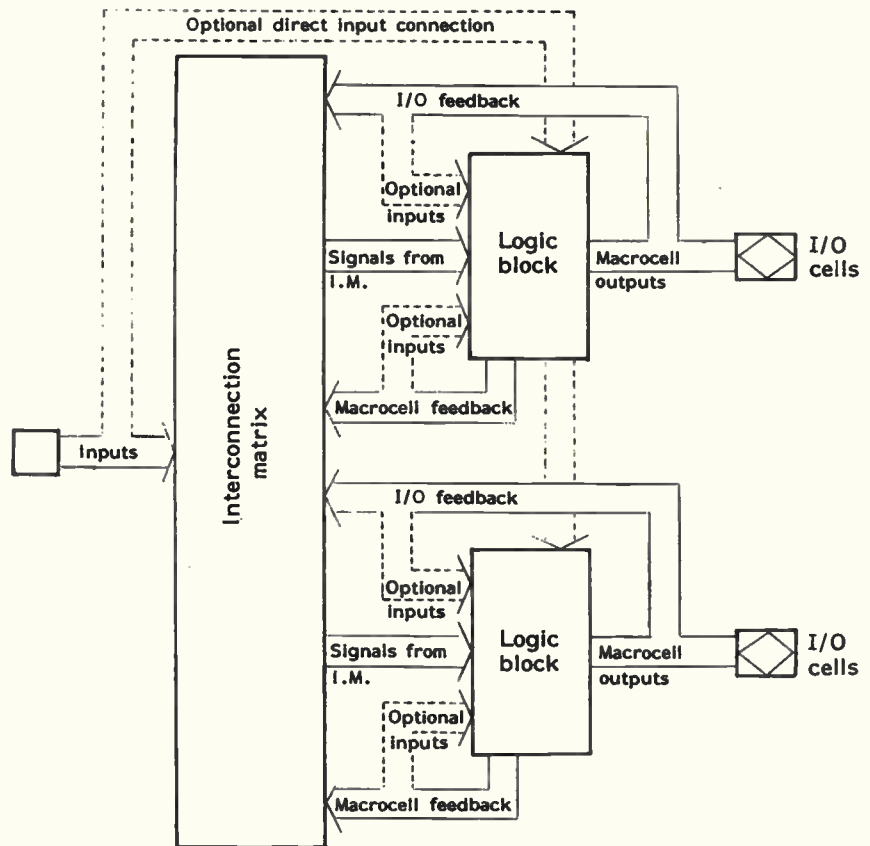 Optional direct input connection
I/O feedback
Optional
inputs
Logic
block
I/O
cells
Signals from
I.M.
Macrocell
outputs
Optional
inputs
Macrocell feedback
Interconnection
matrix
Inputs
I/O feedback
Optional
inputs
Logic
block
I/O
cells
Signals from
I.M.
Macrocell
outputs
Optional
inputs
Macrocell feedback